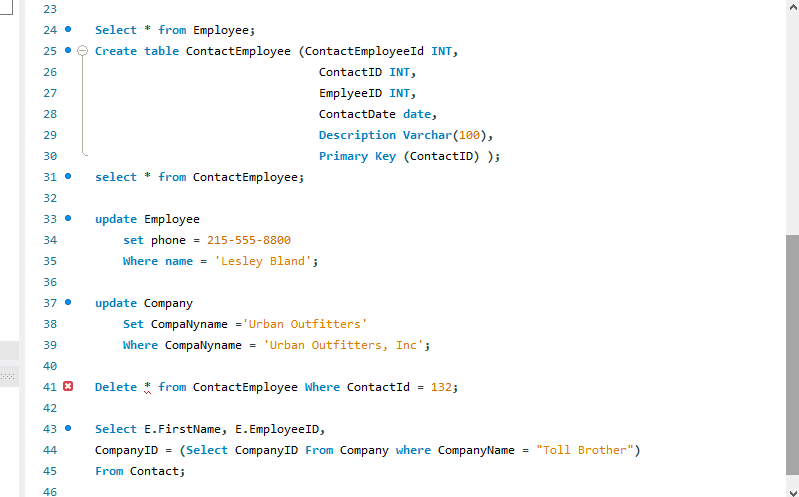 23
24 Select * from Employee;
25 Create table ContactEmployee (ContactEmployeeId INT,
26 ContactID INT,
27 EmplyeeID INT,
28 ContactDate date,
29 Description Varchar(100),
30 Primary Key (ContactID) );
31 select * from ContactEmployee;
32
33 update Employee
34 set phone = 215-555-8800
35 Where name = 'Lesley Bland';
36
37 update Company
38 Set CompaNyname ='Urban Outfitters'
39 Where CompaNyname = 'Urban Outfitters, Inc';
40
41 Delete * from ContactEmployee Where ContactId = 132;
42
43 Select E.FirstName, E.EmployeeID,
44 CompanyID = (Select CompanyID From Company where CompanyName = "Toll Brother")
45 From Contact;
46